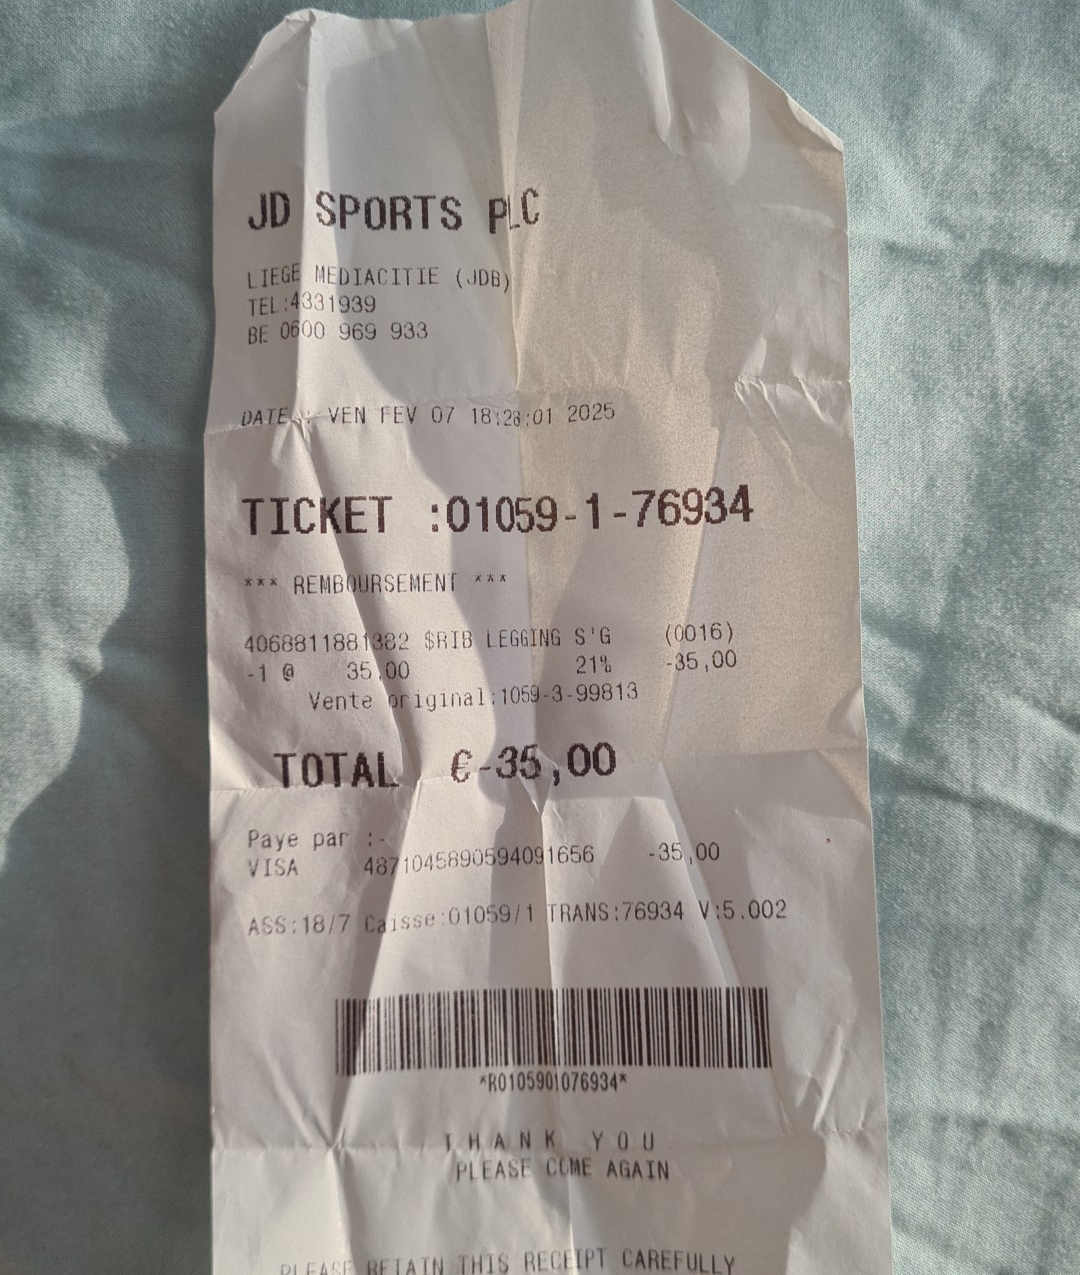 JD SPORTS PLC
LIEGE MEDIACITIE (JDB)
TEL:4331939
BE 0600 969 933
DATE : VEN FEV 07 18:28:01 2025
TICKET :01059-1-76934
*** REMBOURSEMENT ***
4068811881382 $RIB LEGGING S'G (0016)
-1 @ 35,00 21% -35,00
Vente original:1059-3-99813
TOTAL €-35,00
Paye par :-
VISA 4871045890594091656 -35,00
ASS:18/7 Caisse:01059/1 TRANS:76934 V:5.002
*R0105901076934*
THANK YOU
PLEASE COME AGAIN
PLEASE RETAIN THIS RECEIPT CAREFULLY